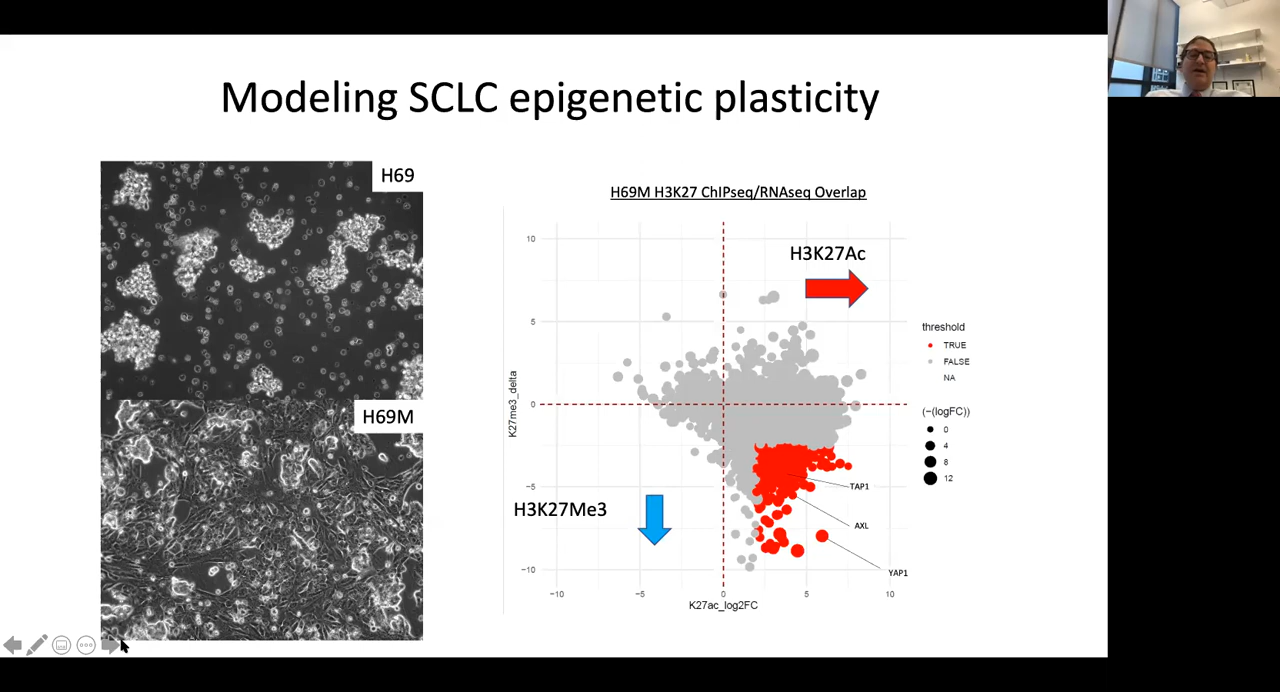 Modeling SCLC epigenetic plasticity
H69
H69M
H69M H3K27 ChIPseq/RNAseq Overlap
H3K27Ac
H3K27Me3
K27me3_delta
10
5
0
−5
−10
−10
−5
0
5
10
K27ac_log2FC
TAP1
AXL
YAP1
threshold
TRUE
FALSE
NA
(−(logFC))
0
4
8
12